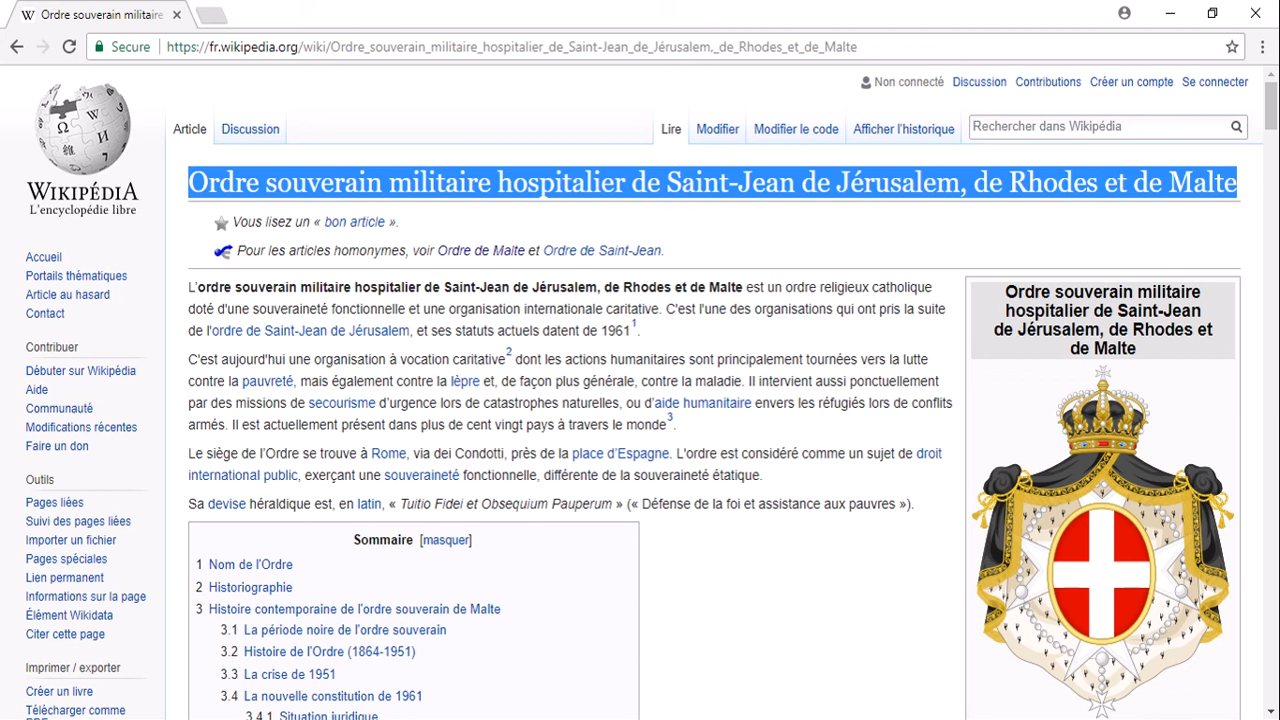 Ordre souverain militaire
Secure
https://fr.wikipedia.org/wiki/Ordre_souverain_militaire_hospitalier_de_Saint-Jean_de_Jérusalem,_de_Rhodes_et_de_Malte
Non connecté Discussion Contributions Créer un compte Se connecter
Article Discussion Lire Modifier Modifier le code Afficher l'historique Rechercher dans Wikipédia
WIKIPÉDIA
L'encyclopédie libre
Accueil
Portails thématiques
Article au hasard
Contact
Contribuer
Débuter sur Wikipédia
Aide
Communauté
Modifications récentes
Faire un don
Outils
Pages liées
Suivi des pages liées
Importer un fichier
Pages spéciales
Lien permanent
Informations sur la page
Élément Wikidata
Citer cette page
Imprimer / exporter
Créer un livre
Télécharger comme
Ordre souverain militaire hospitalier de Saint-Jean de Jérusalem, de Rhodes et de Malte
Vous lisez un « bon article ».
Pour les articles homonymes, voir Ordre de Malte et Ordre de Saint-Jean.
L'ordre souverain militaire hospitalier de Saint-Jean de Jérusalem, de Rhodes et de Malte est un ordre religieux catholique
doté d'une souveraineté fonctionnelle et une organisation internationale caritative. C'est l'une des organisations qui ont pris la suite
de l'ordre de Saint-Jean de Jérusalem, et ses statuts actuels datent de 1961 1.
C'est aujourd'hui une organisation à vocation caritative 2 dont les actions humanitaires sont principalement tournées vers la lutte
contre la pauvreté, mais également contre la lèpre et, de façon plus générale, contre la maladie. Il intervient aussi ponctuellement
par des missions de secourisme d'urgence lors de catastrophes naturelles, ou d'aide humanitaire envers les réfugiés lors de conflits
armés. Il est actuellement présent dans plus de cent vingt pays à travers le monde 3.
Le siège de l'Ordre se trouve à Rome, via dei Condotti, près de la place d'Espagne. L'ordre est considéré comme un sujet de droit
international public, exerçant une souveraineté fonctionnelle, différente de la souveraineté étatique.
Sa devise héraldique est, en latin, « Tuitio Fidei et Obsequium Pauperum » (« Défense de la foi et assistance aux pauvres »).
Sommaire [masquer]
1 Nom de l'Ordre
2 Historiographie
3 Histoire contemporaine de l'ordre souverain de Malte
3.1 La période noire de l'ordre souverain
3.2 Histoire de l'Ordre (1864-1951)
3.3 La crise de 1951
3.4 La nouvelle constitution de 1961
3.4.1 Situation juridique
Ordre souverain militaire
hospitalier de Saint-Jean
de Jérusalem, de Rhodes et
de Malte